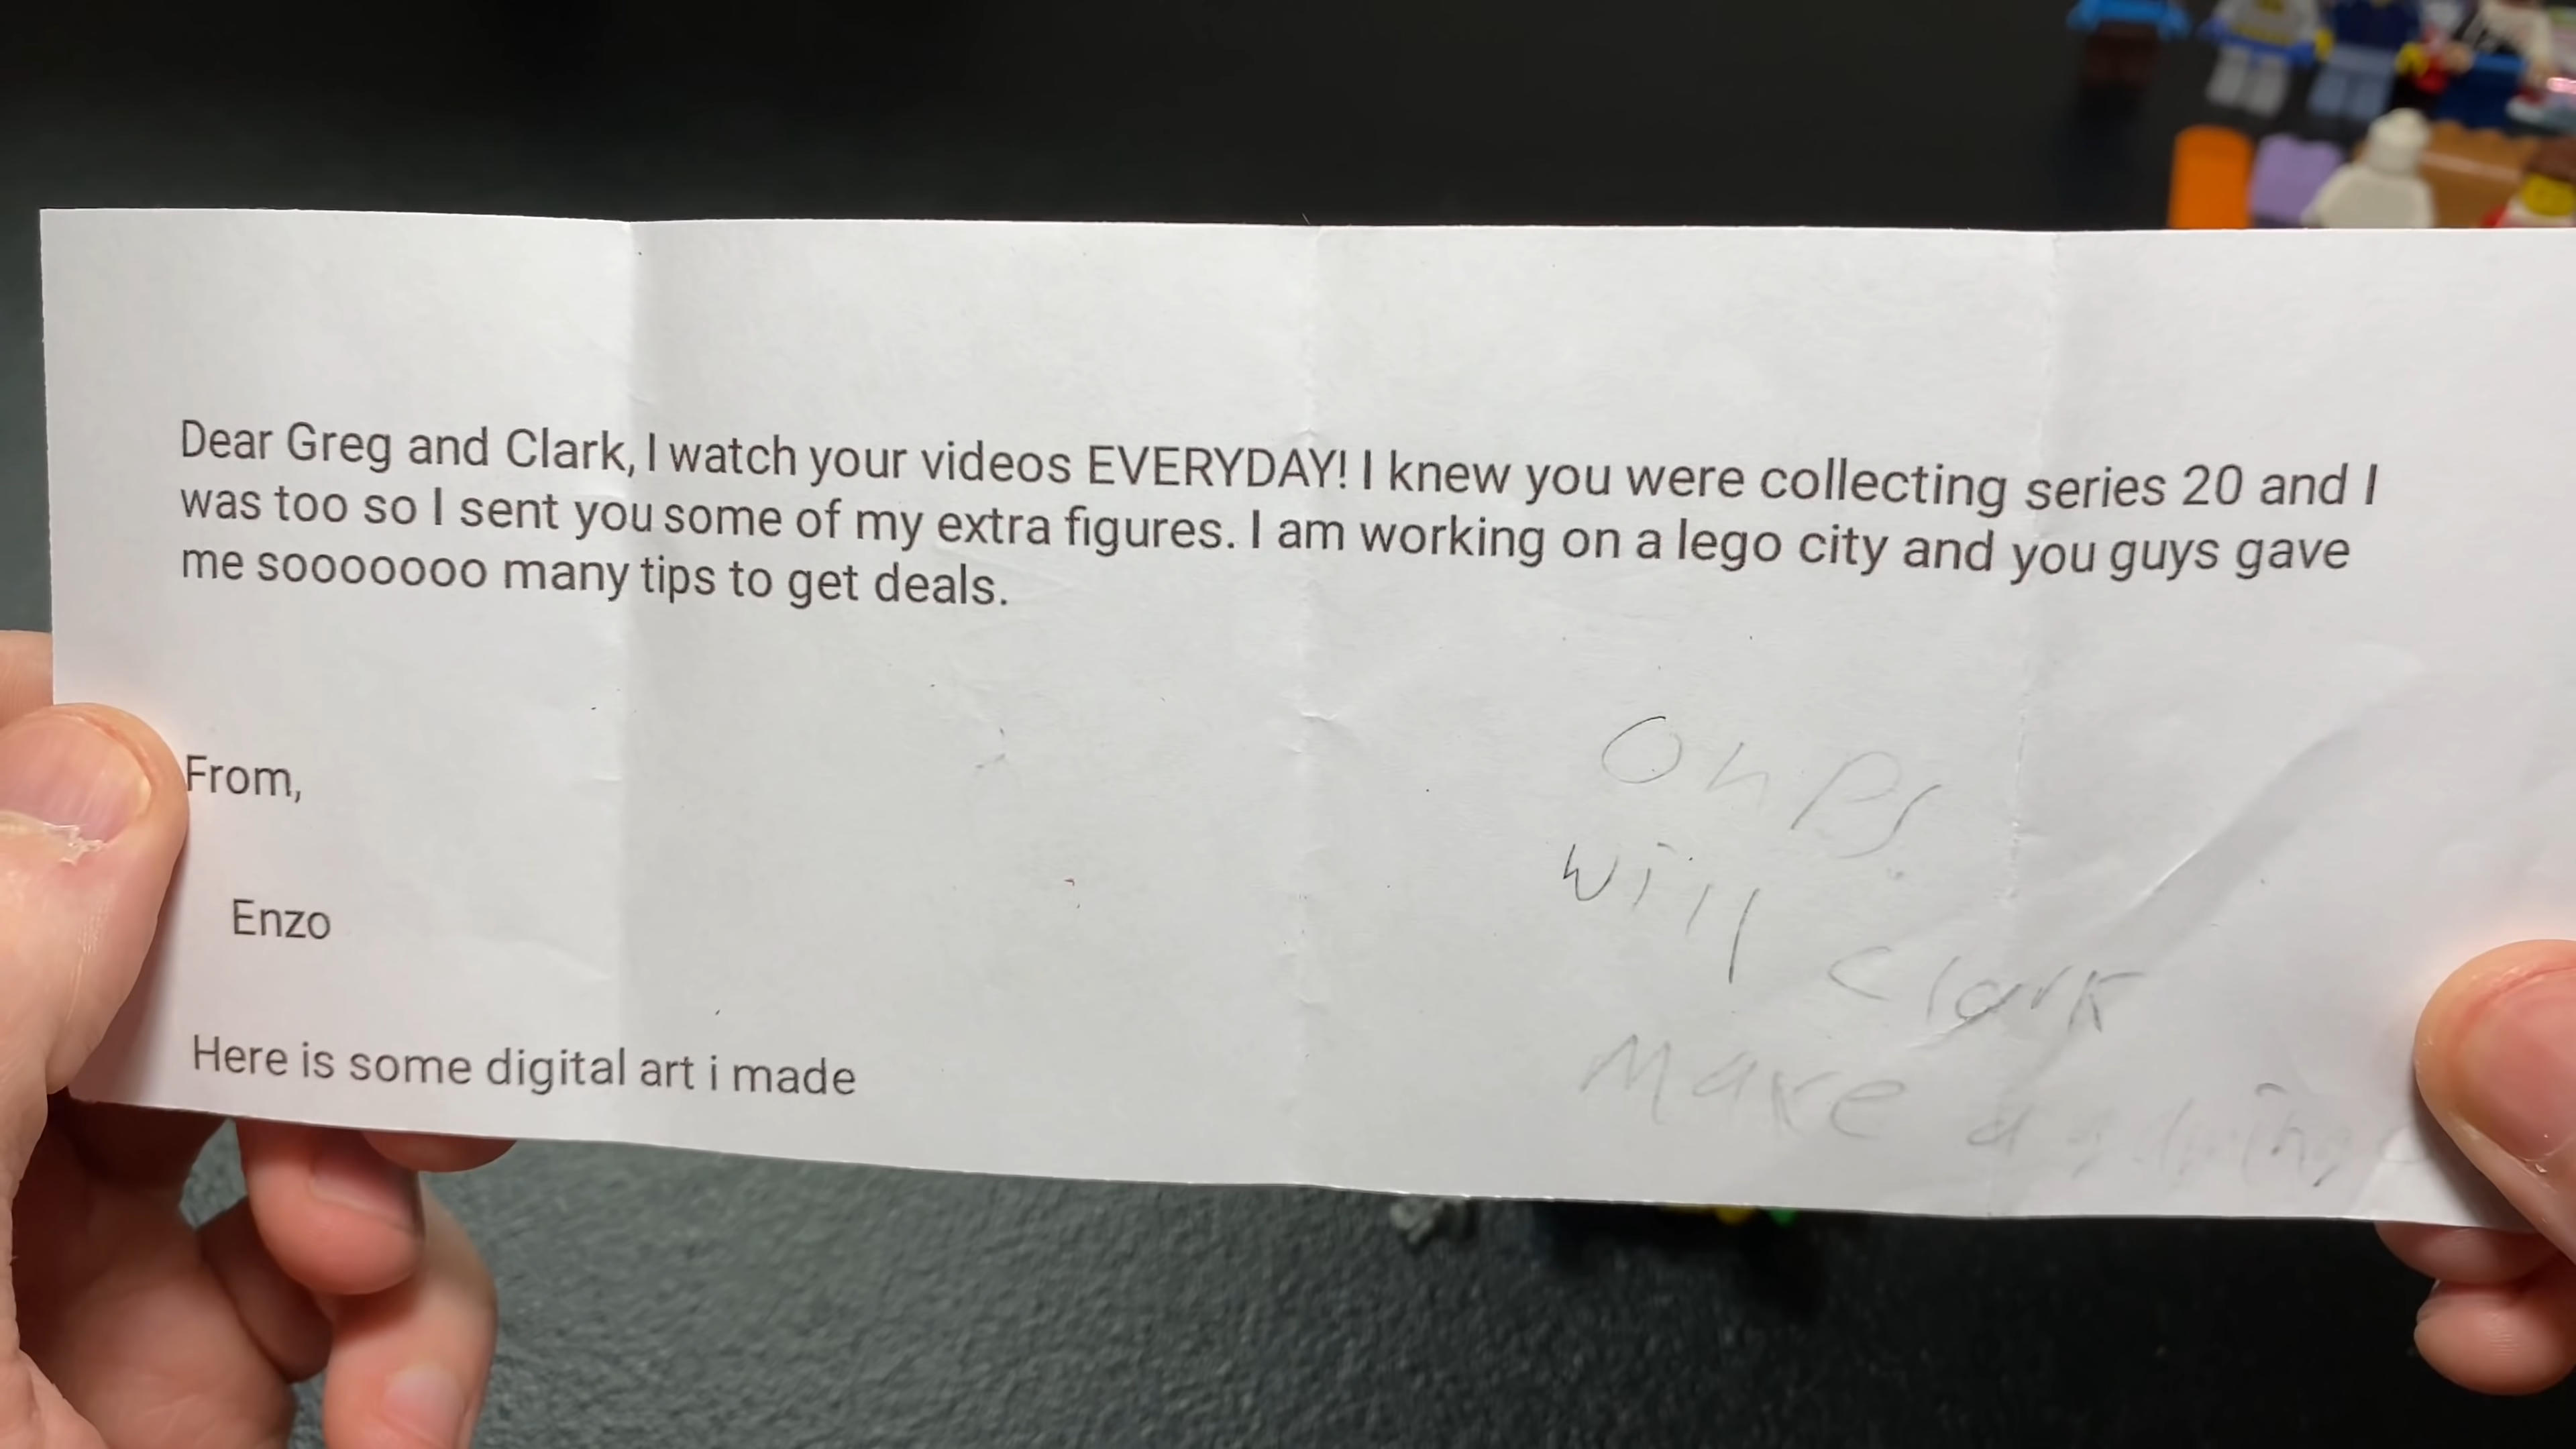 Dear Greg and Clark, I watch your videos EVERYDAY! I knew you were collecting series 20 and I
was too so I sent you some of my extra figures. I am working on a lego city and you guys gave
me sooooooo many tips to get deals.
From,
Enzo
Here is some digital art i made
Oh Ps.
Will
Clark
Make a